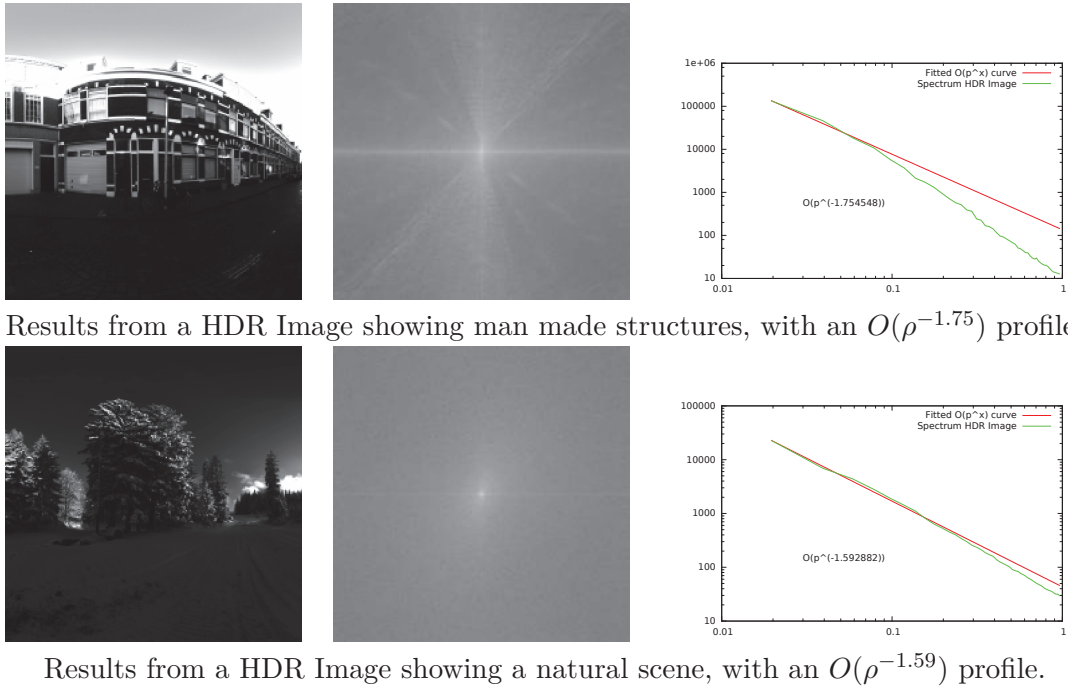 1e+06
100000
10000
1000
100
10
0.01
0.1
1
Fitted O(p^x) curve
Spectrum HDR Image
O(p^(-1.754548))
Results from a HDR Image showing man made structures, with an O(ρ^{-1.75}) profile
100000
10000
1000
100
10
0.01
0.1
1
Fitted O(p^x) curve
Spectrum HDR Image
O(p^(-1.592882))
Results from a HDR Image showing a natural scene, with an O(ρ^{-1.59}) profile.